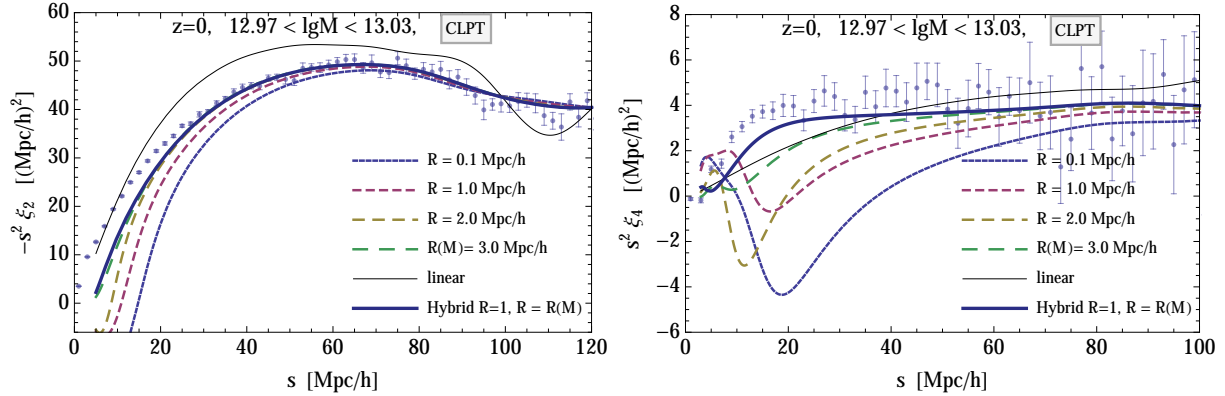 z=0, 12.97 < lgM < 13.03, CLPT
−s² ξ₂ [(Mpc/h)²]
60
50
40
30
20
10
0
R = 0.1 Mpc/h
R = 1.0 Mpc/h
R = 2.0 Mpc/h
R(M)= 3.0 Mpc/h
linear
Hybrid R=1, R = R(M)
0 20 40 60 80 100 120
s [Mpc/h]
z=0, 12.97 < lgM < 13.03, CLPT
s² ξ₄ [(Mpc/h)²]
8
6
4
2
0
−2
−4
−6
R = 0.1 Mpc/h
R = 1.0 Mpc/h
R = 2.0 Mpc/h
R(M)= 3.0 Mpc/h
linear
Hybrid R=1, R = R(M)
0 20 40 60 80 100
s [Mpc/h]